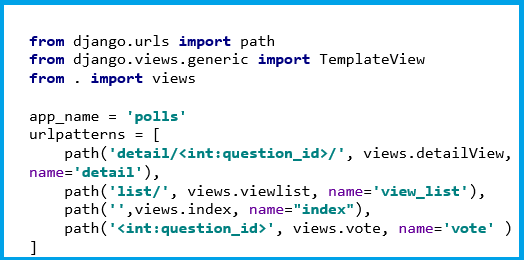 from django.urls import path
from django.views.generic import TemplateView
from . import views
app_name = 'polls'
urlpatterns = [
    path('detail/<int:question_id>/', views.detailView,
name='detail'),
    path('list/', views.viewlist, name='view_list'),
    path('',views.index, name="index"),
    path('<int:question_id>', views.vote, name='vote' )
]